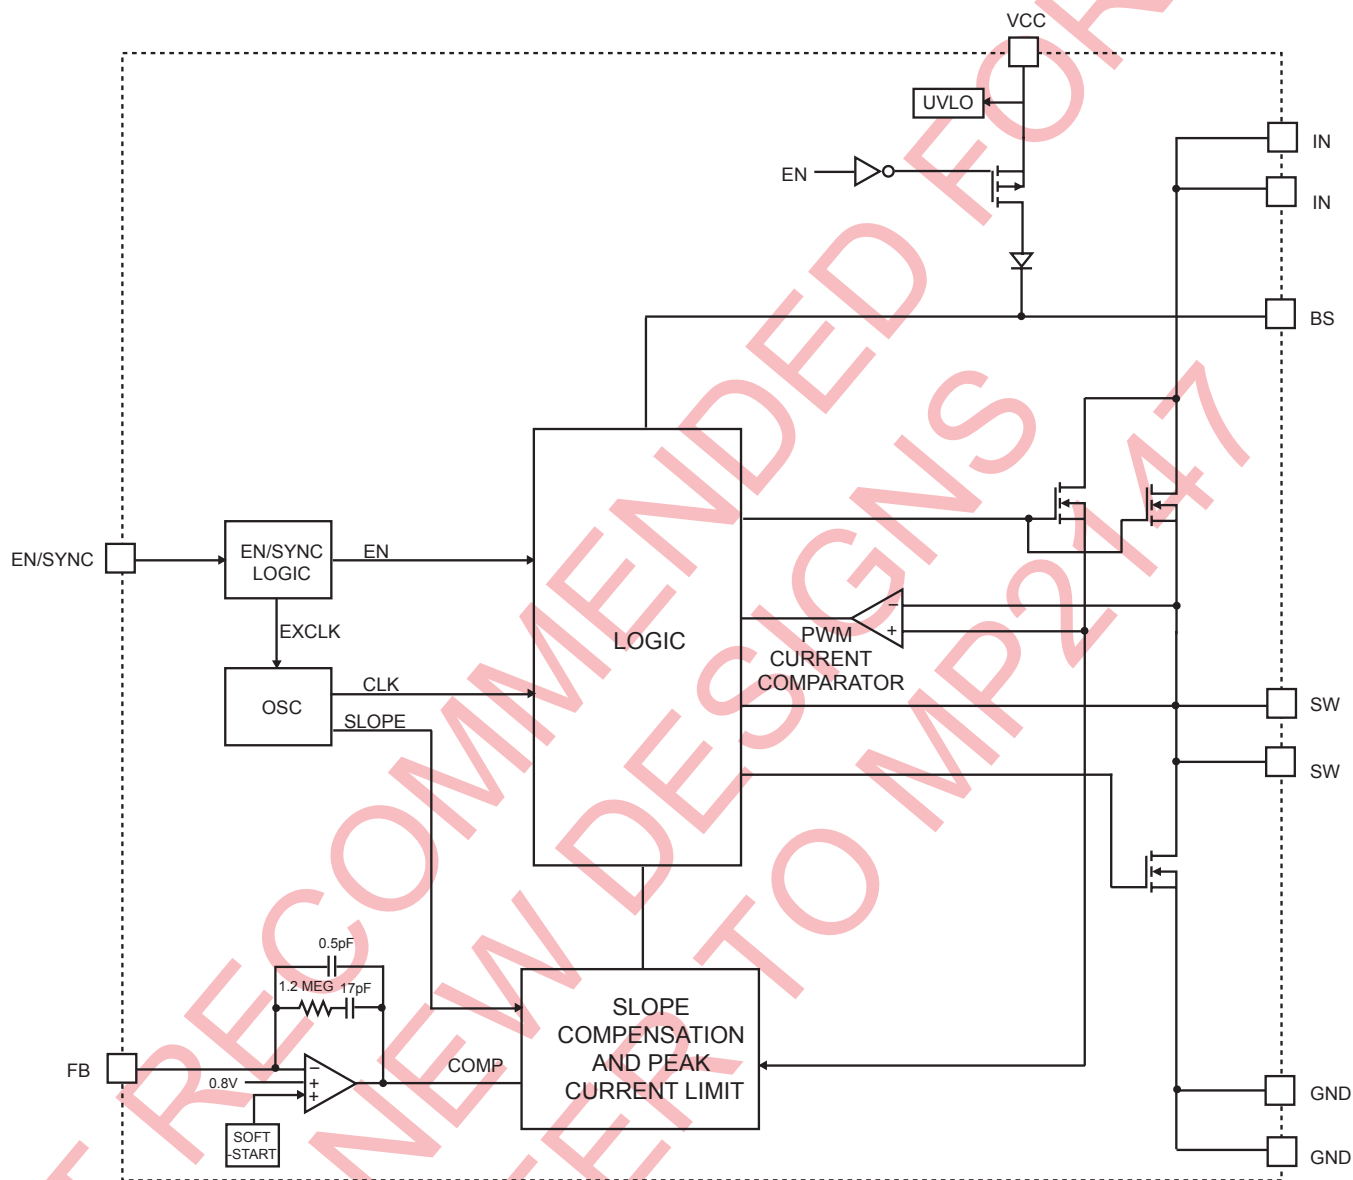 VCC
UVLO
IN
EN
IN
BS
EN/SYNC
EN/SYNC
LOGIC
EN
EXCLK
LOGIC
PWM
CURRENT
COMPARATOR
OSC
CLK
SLOPE
SW
SW
0.5pF
1.2 MEG
17pF
SLOPE
COMPENSATION
AND PEAK
CURRENT LIMIT
FB
0.8V
COMP
SOFT
-START
GND
GND
T RECOMMENDED FOR
NEW DESIGNS
ER TO MP2147